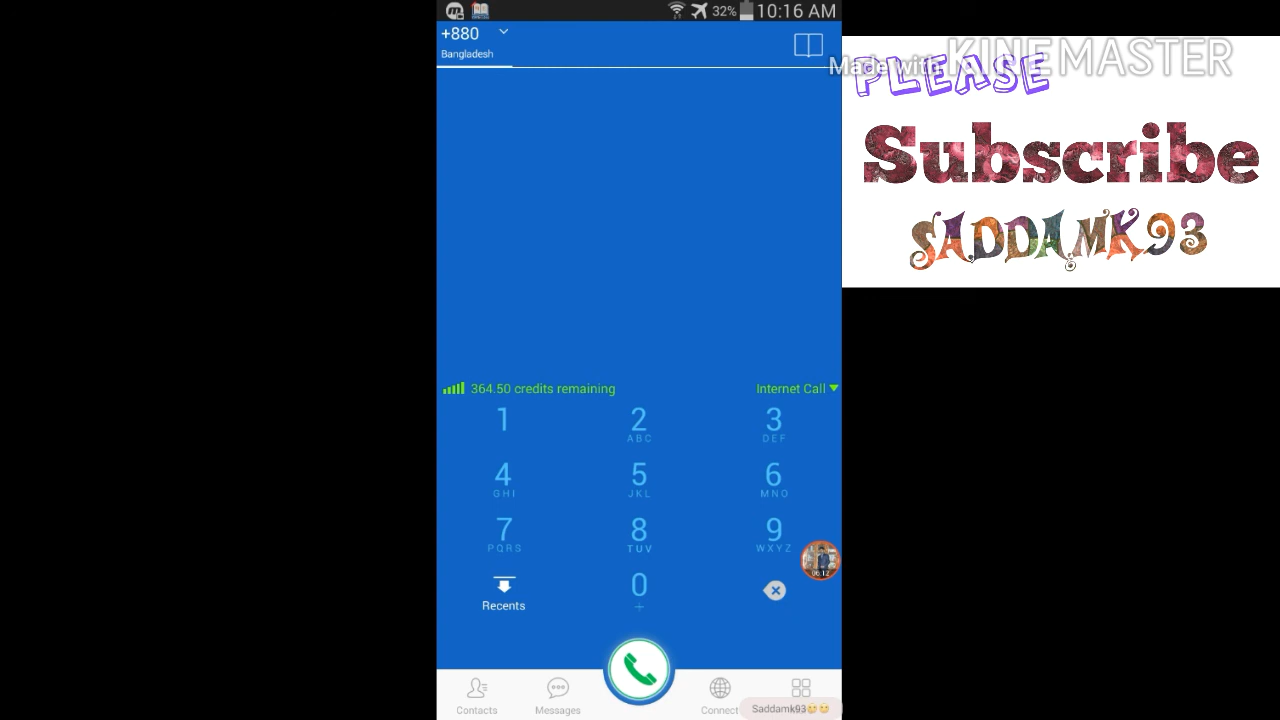 32% 10:16 AM
+880
Bangladesh
Made with KINEMASTER
PLEASE
Subscribe
SADDAMK93
364.50 credits remaining
Internet Call
1
2
ABC
3
DEF
4
GHI
5
JKL
6
MNO
7
PQRS
8
TUV
9
WXYZ
06:12
Recents
0
+
Contacts
Messages
Connect
Saddamk93😊😊